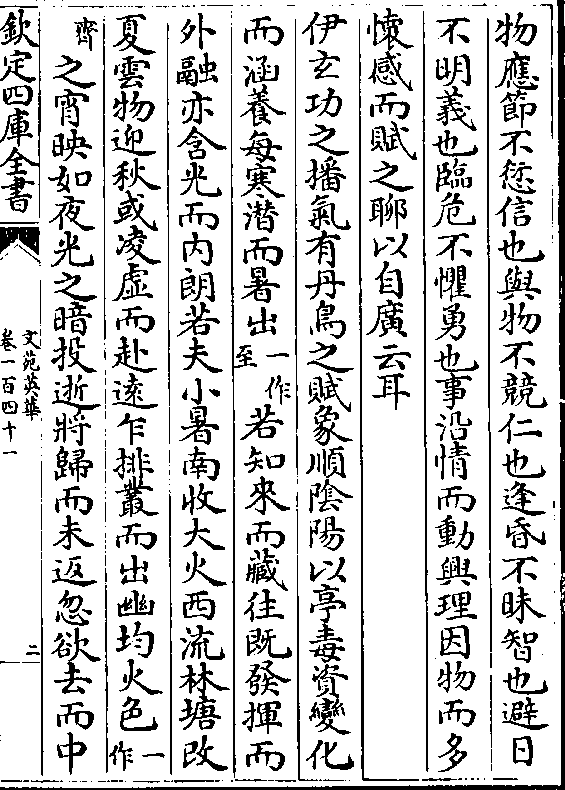 物應節不愆信也與物不競仁也逢昏不昧智也避日
不明義也臨危不懼勇也事沿情而動興理因物而多
懷感而賦之聊以自廣云耳
伊玄功之播氣有丹鳥之賦象順陰陽以亭毒資變化
而涵養每寒潛而暑出一作至若知來而藏往既發揮而
外融亦含光而内朗若夫小暑南收大火西流林塘改
夏雲物迎秋或凌虛而赴遠乍排叢而出幽均火色一作
齊之宵映如夜光之暗投逝將歸而未返忽欲去而中
欽定四庫全書
文苑英華
卷一百四十一
二